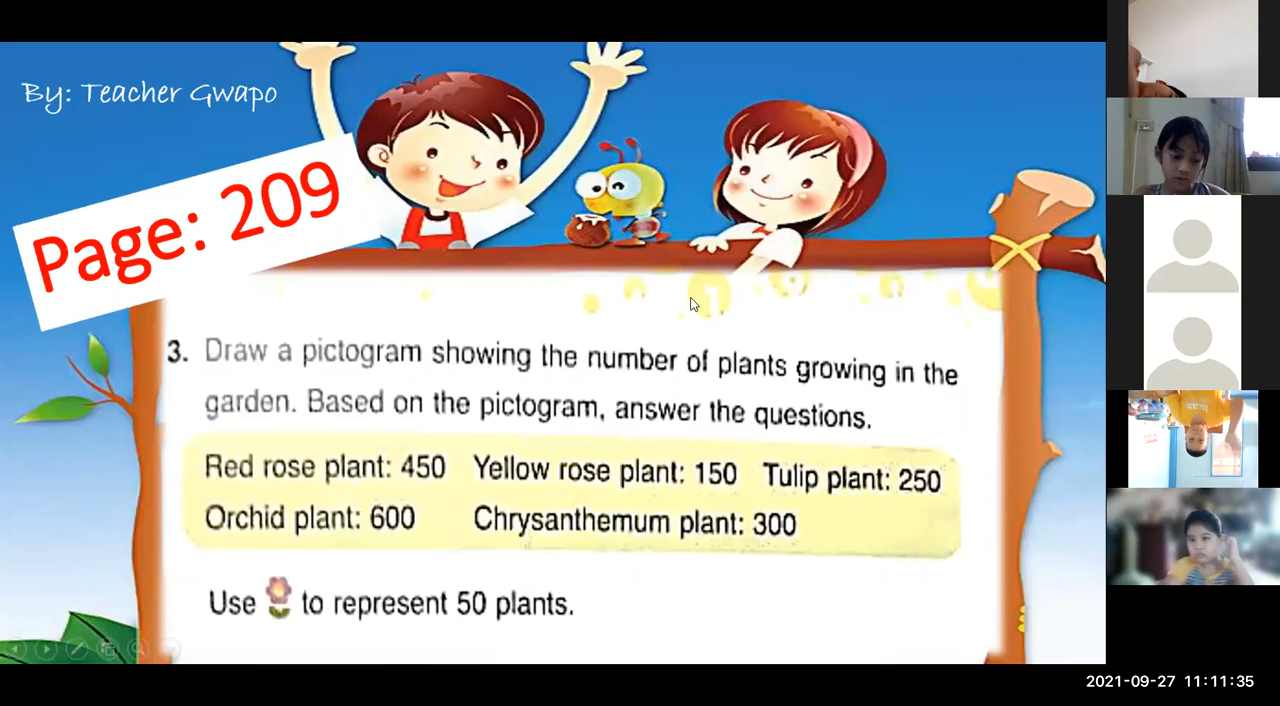 By: Teacher Gwapo
Page: 209
3. Draw a pictogram showing the number of plants growing in the
garden. Based on the pictogram, answer the questions.
Red rose plant: 450 Yellow rose plant: 150 Tulip plant: 250
Orchid plant: 600 Chrysanthemum plant: 300
Use to represent 50 plants.
2021-09-27 11:11:35